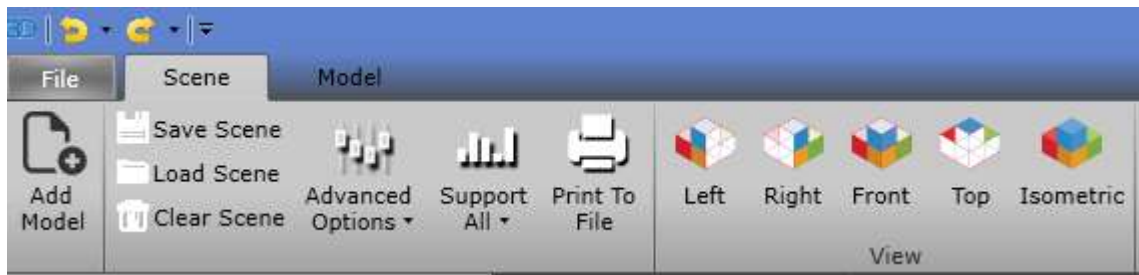 3D
File
Scene
Model
Add
Model
Save Scene
Load Scene
Clear Scene
Advanced
Options
Support
All
Print To
File
Left
Right
Front
Top
Isometric
View